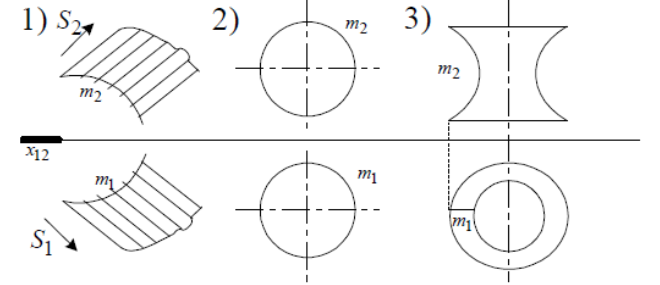 1) S₂ 2) m₂ 3)
m₂ m₂
x₁₂
m₁ m₁ m₁
S₁